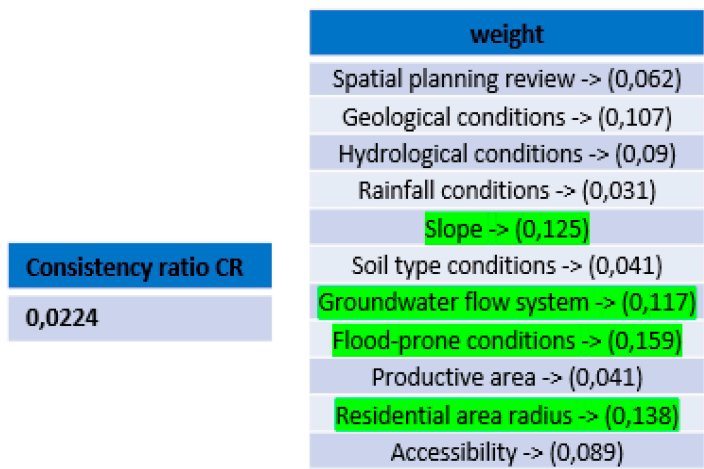 weight
Spatial planning review -> (0,062)
Geological conditions -> (0,107)
Hydrological conditions -> (0,09)
Rainfall conditions -> (0,031)
Slope -> (0,125)
Soil type conditions -> (0,041)
Groundwater flow system -> (0,117)
Flood-prone conditions -> (0,159)
Productive area -> (0,041)
Residential area radius -> (0,138)
Accessibility -> (0,089)
Consistency ratio CR
0,0224